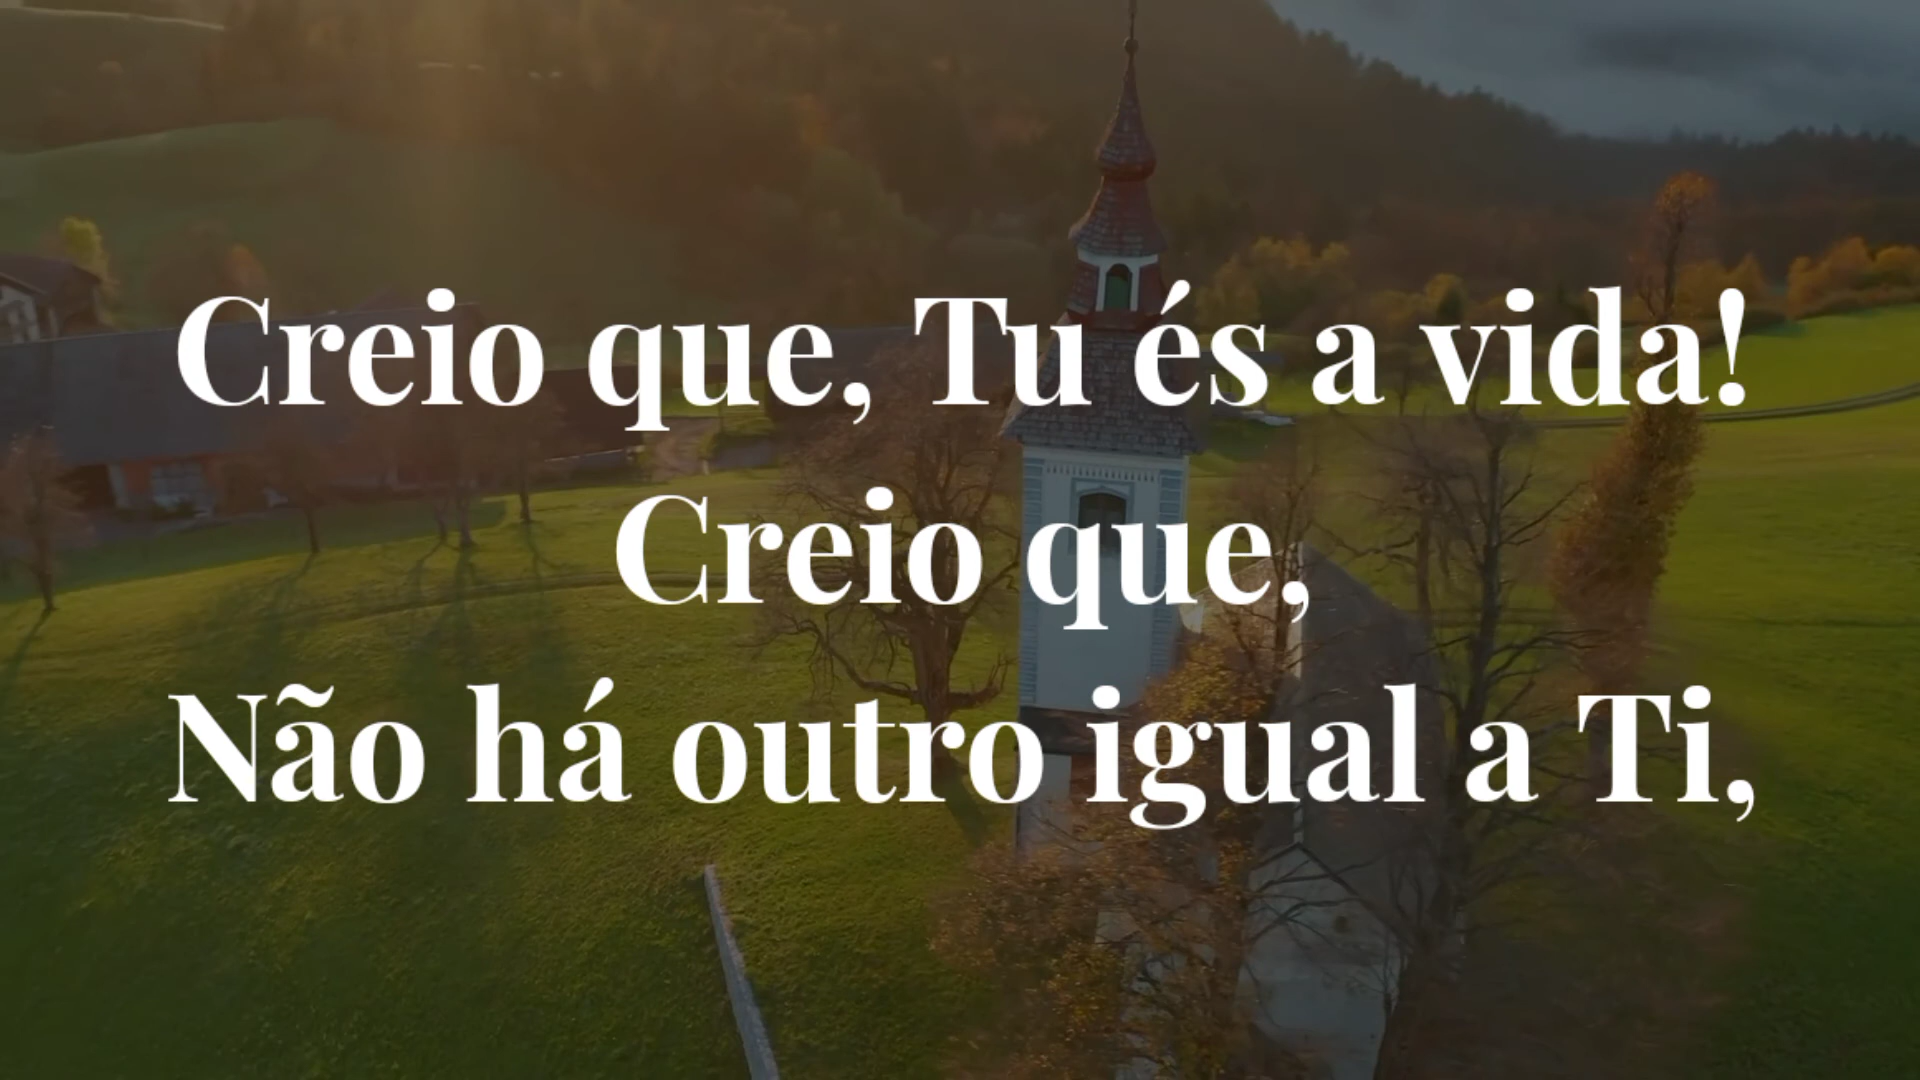 Creio que, Tu és a vida!
Creio que,
Não há outro igual a Ti,